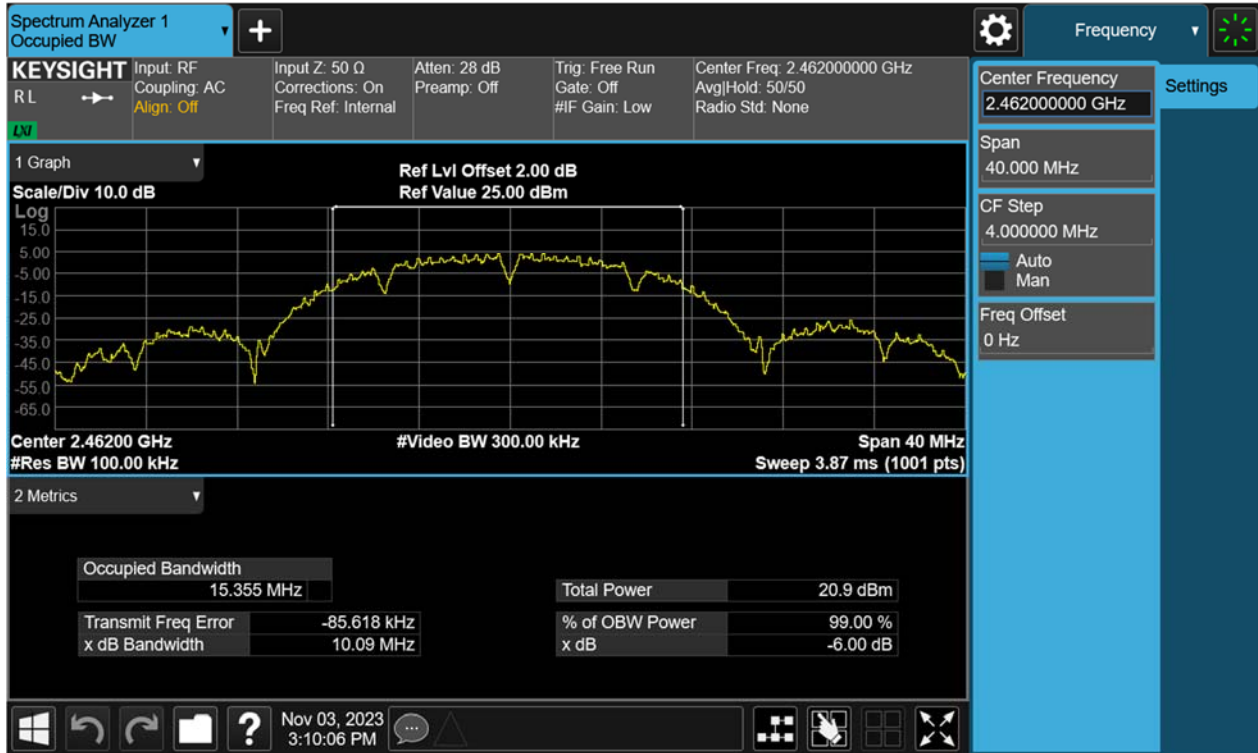 Spectrum Analyzer 1
Occupied BW
+
Frequency
KEYSIGHT
R L
LXI
Input: RF
Coupling: AC
Align: Off
Input Z: 50 Ω
Corrections: On
Freq Ref: Internal
Atten: 28 dB
Preamp: Off
Trig: Free Run
Gate: Off
#IF Gain: Low
Center Freq: 2.462000000 GHz
Avg|Hold: 50/50
Radio Std: None
Center Frequency
2.462000000 GHz
Settings
Span
40.000 MHz
CF Step
4.000000 MHz
Auto
Man
Freq Offset
0 Hz
1 Graph
Scale/Div 10.0 dB
Ref Lvl Offset 2.00 dB
Ref Value 25.00 dBm
Log
15.0
5.00
-5.00
-15.0
-25.0
-35.0
-45.0
-55.0
-65.0
Center 2.46200 GHz
#Res BW 100.00 kHz
#Video BW 300.00 kHz
Span 40 MHz
Sweep 3.87 ms (1001 pts)
2 Metrics
Occupied Bandwidth
15.355 MHz
Transmit Freq Error -85.618 kHz
x dB Bandwidth 10.09 MHz
Total Power 20.9 dBm
% of OBW Power 99.00 %
x dB -6.00 dB
?
Nov 03, 2023
3:10:06 PM